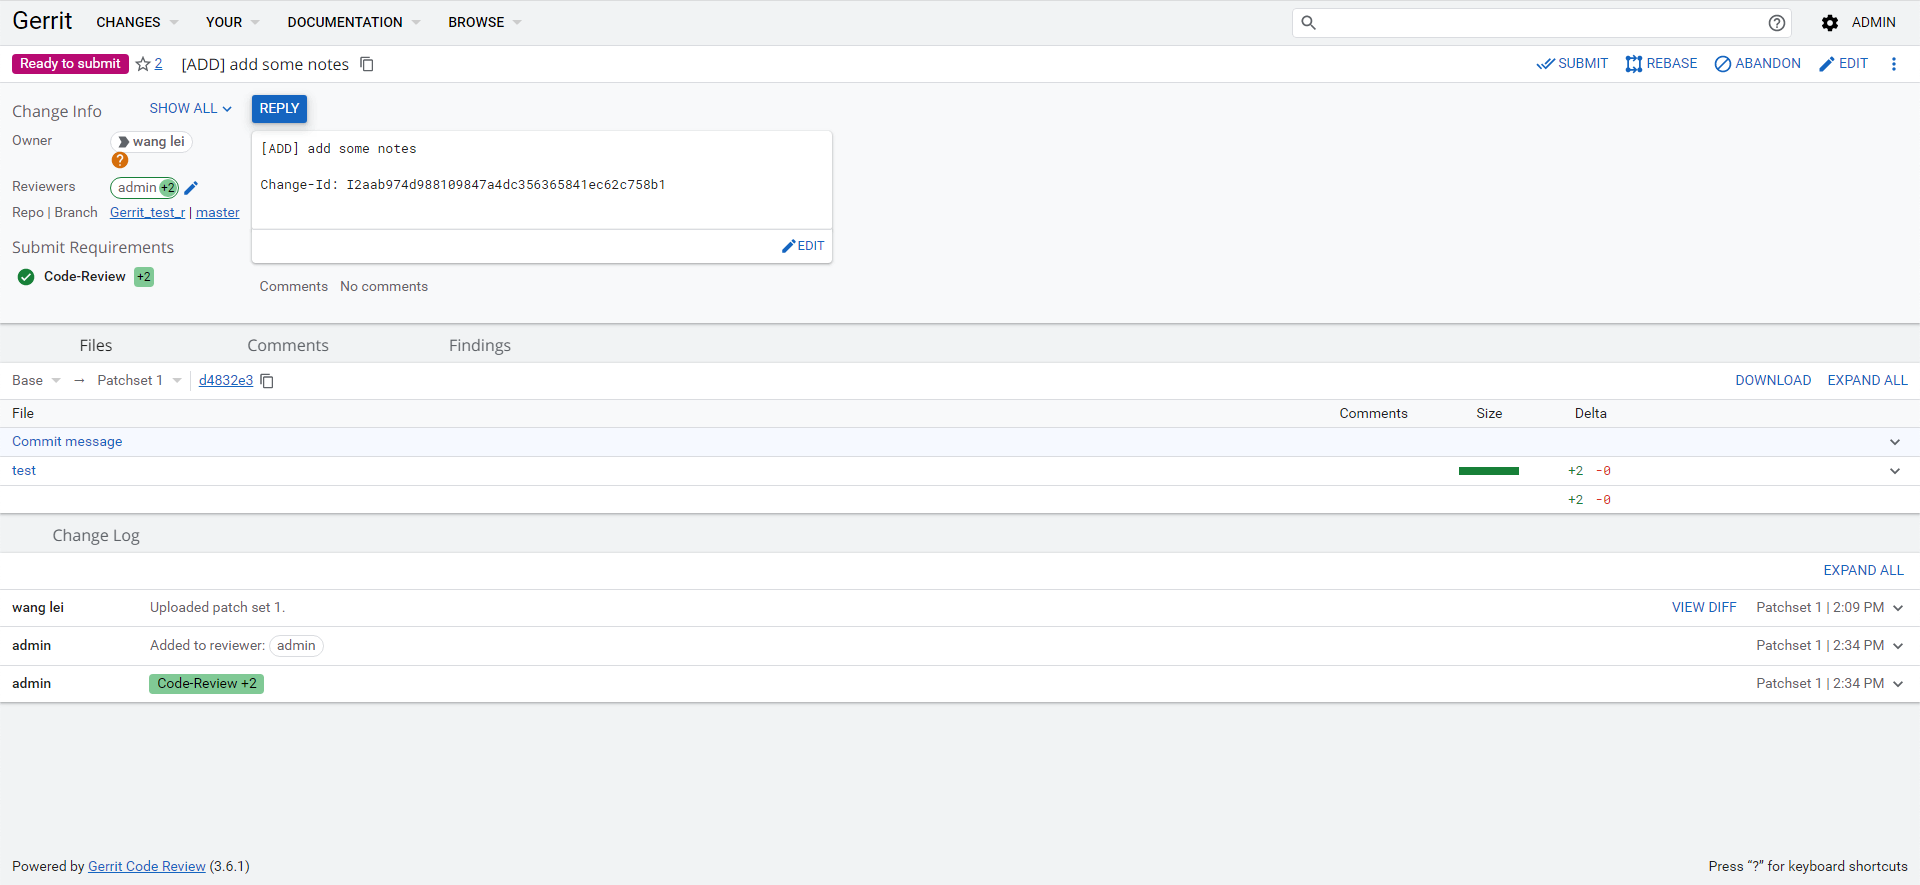 Gerrit CHANGES YOUR DOCUMENTATION BROWSE ADMIN
Ready to submit 2 [ADD] add some notes SUBMIT REBASE ABANDON EDIT
Change Info SHOW ALL REPLY
Owner wang lei
?
Reviewers admin +2
Repo | Branch Gerrit_test_r | master
Submit Requirements
Code-Review +2
[ADD] add some notes
Change-Id: I2aab974d988109847a4dc356365841ec62c758b1
EDIT
Comments No comments
Files Comments Findings
Base → Patchset 1 d4832e3 DOWNLOAD EXPAND ALL
File Comments Size Delta
Commit message
test +2 -0
+2 -0
Change Log
EXPAND ALL
wang lei Uploaded patch set 1. VIEW DIFF Patchset 1 | 2:09 PM
admin Added to reviewer: admin Patchset 1 | 2:34 PM
admin Code-Review +2 Patchset 1 | 2:34 PM
Powered by Gerrit Code Review (3.6.1) Press “?” for keyboard shortcuts